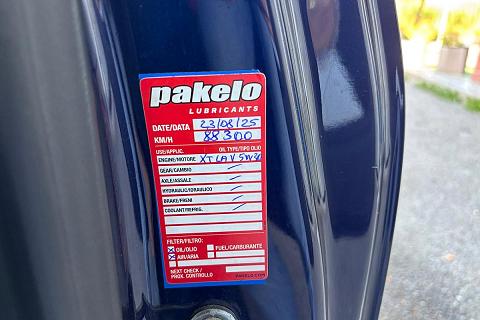 pakelo
LUBRICANTS
DATE/DATA 23/08/25
KM/H 88300
USE/APPLIC. OIL TYPE/TIPO OLIO
ENGINE/MOTORE XT LA V 5W30
GEAR/CAMBIO
AXLE/ASSALE
HYDRAULIC/IDRAULICO
BRAKE/FRENI
COOLANT/REFRIG.
FILTER/FILTRO:
OIL/OLIO FUEL/CARBURANTE
AIR/ARIA
NEXT CHECK/
PROX. CONTROLLO
PAKELO.COM